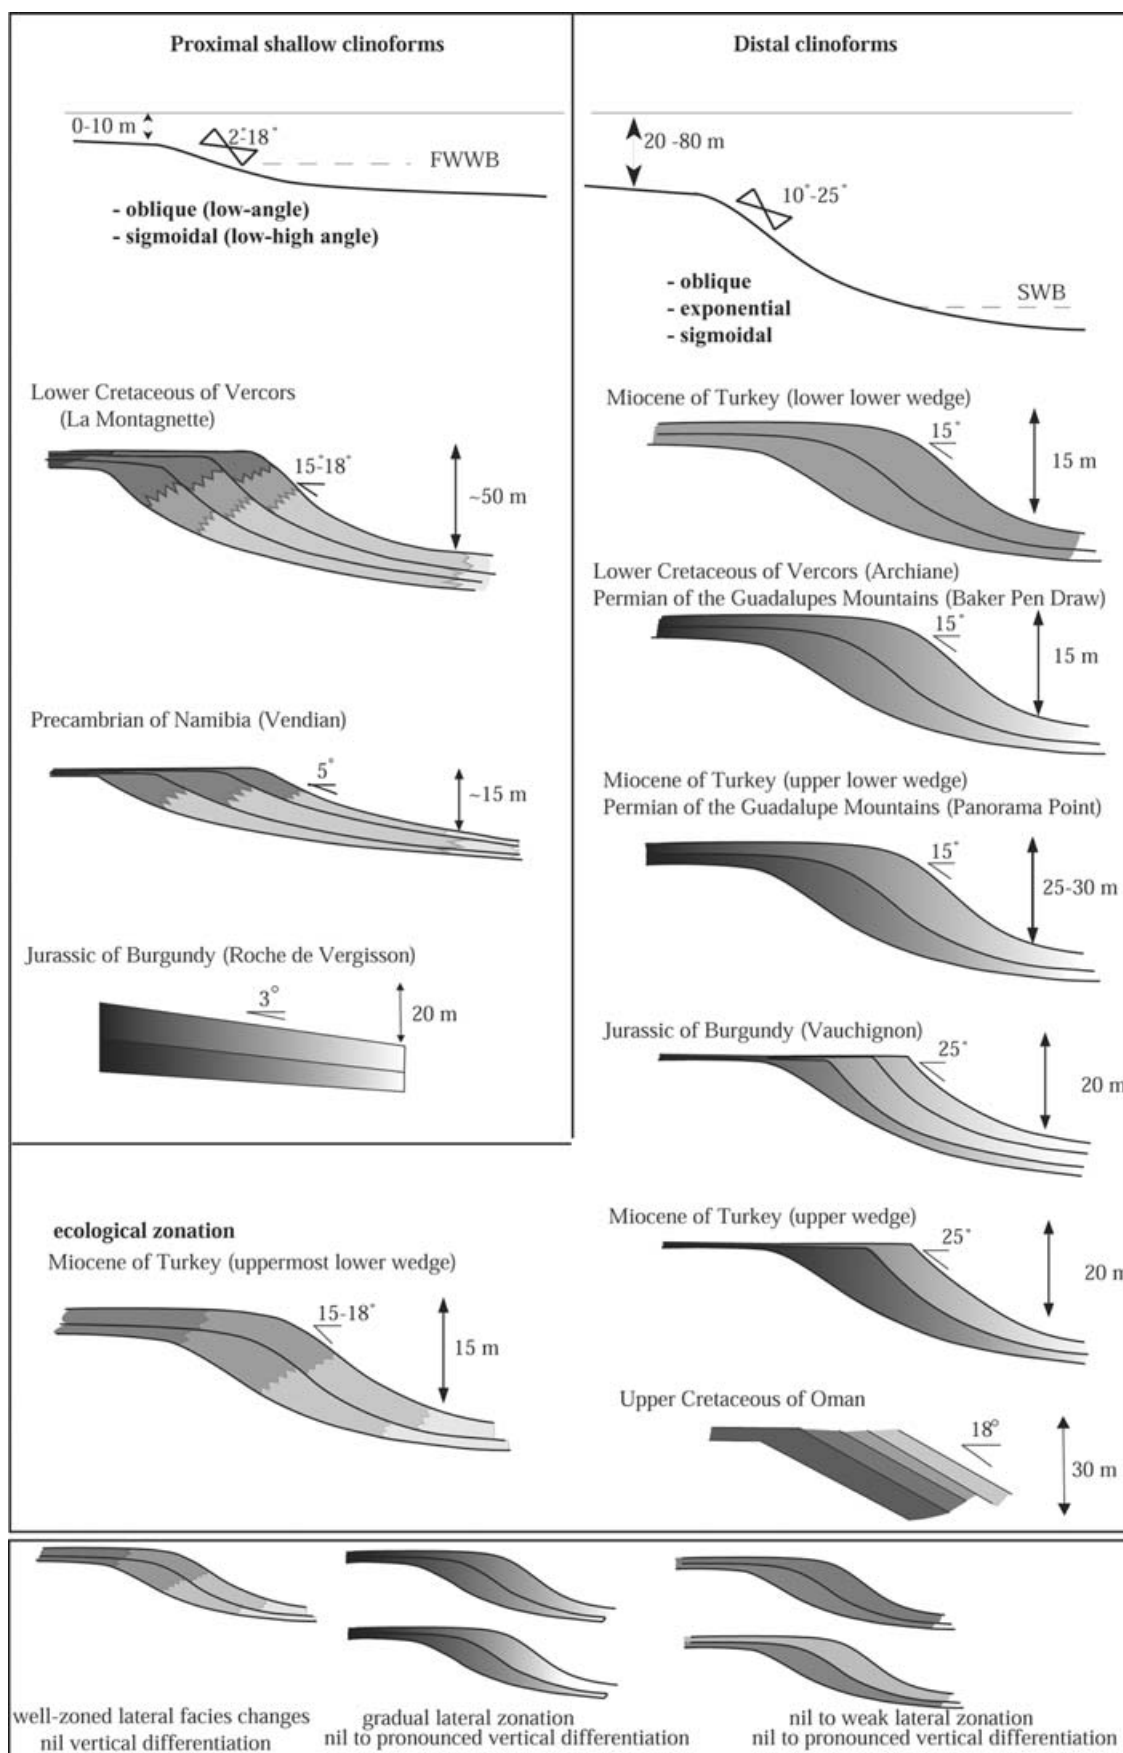 Proximal shallow clinoforms
0-10 m
2°-18°
FWWB
- oblique (low-angle)
- sigmoidal (low-high angle)
Lower Cretaceous of Vercors
(La Montagnette)
15°-18°
~50 m
Precambrian of Namibia (Vendian)
5°
~15 m
Jurassic of Burgundy (Roche de Vergisson)
3°
20 m
ecological zonation
Miocene of Turkey (uppermost lower wedge)
15-18°
15 m
Distal clinoforms
20 -80 m
10°-25°
- oblique
- exponential
- sigmoidal
SWB
Miocene of Turkey (lower lower wedge)
15°
15 m
Lower Cretaceous of Vercors (Archiane)
Permian of the Guadalupes Mountains (Baker Pen Draw)
15°
15 m
Miocene of Turkey (upper lower wedge)
Permian of the Guadalupe Mountains (Panorama Point)
15°
25-30 m
Jurassic of Burgundy (Vauchignon)
25°
20 m
Miocene of Turkey (upper wedge)
25°
20 m
Upper Cretaceous of Oman
18°
30 m
well-zoned lateral facies changes
nil vertical differentiation
gradual lateral zonation
nil to pronounced vertical differentiation
nil to weak lateral zonation
nil to pronounced vertical differentiation